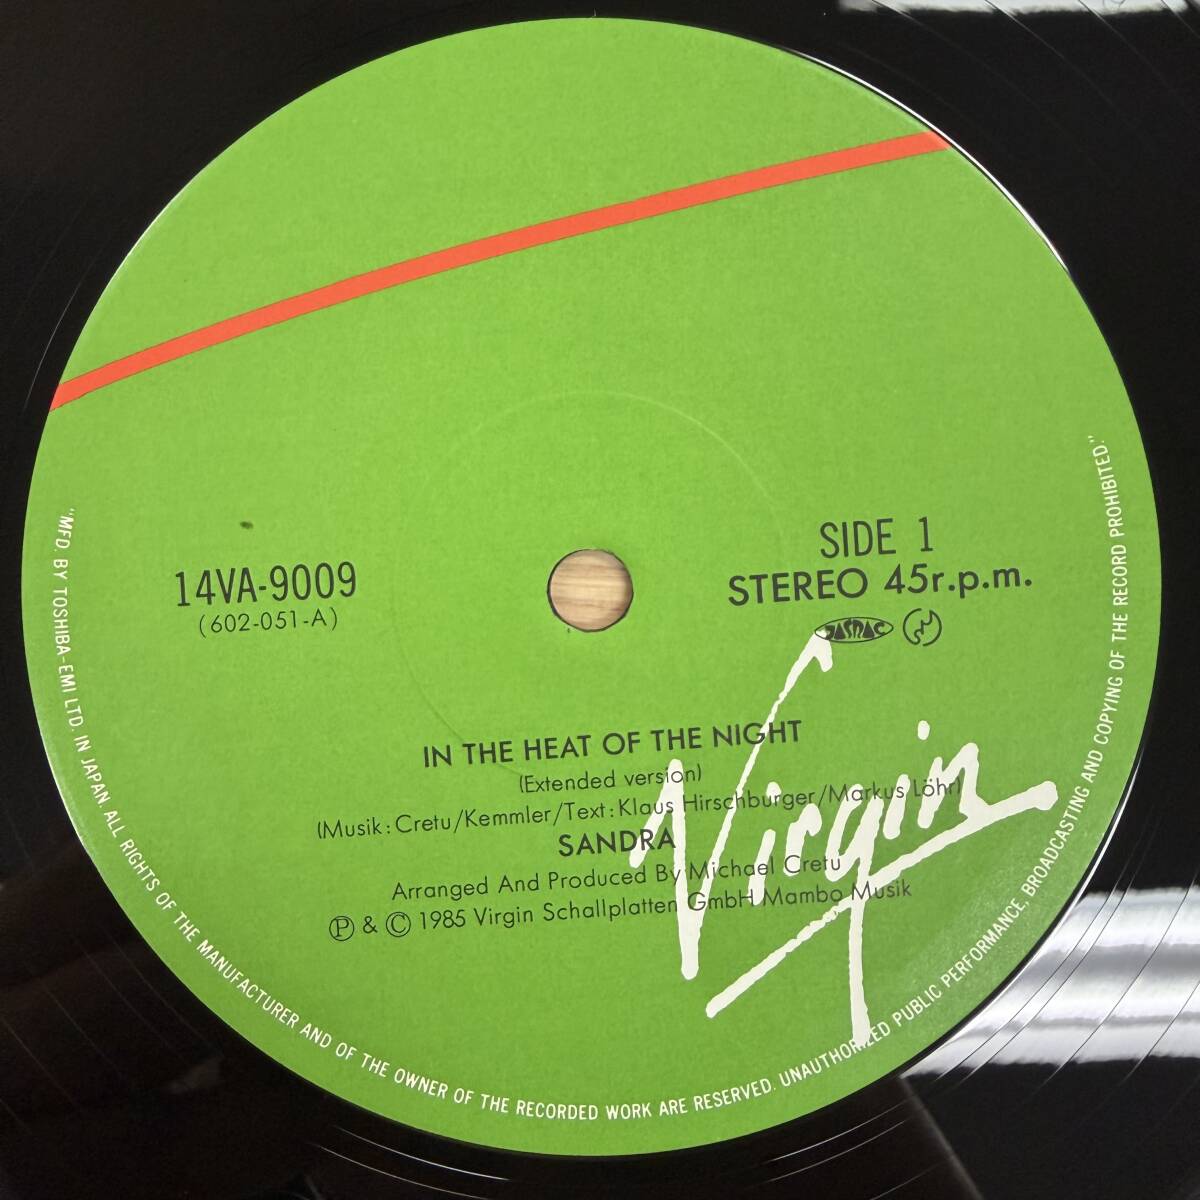 SIDE 1
14VA-9009
STEREO 45r.p.m.
(602-051-A)
JASRAC
IN THE HEAT OF THE NIGHT
(Extended version)
(Musik: Cretu/Kemmler/Text: Klaus Hirschburger/Markus Löhr)
SANDRA
Arranged And Produced By Michael Cretu
Ⓟ & © 1985 Virgin Schallplatten GmbH Mambo Musik
Virgin
"MFD. BY TOSHIBA-EMI LTD. IN JAPAN ALL RIGHTS OF THE MANUFACTURER AND OF THE OWNER OF THE RECORDED WORK ARE RESERVED. UNAUTHORIZED PUBLIC PERFORMANCE, BROADCASTING AND COPYING OF THE RECORD PROHIBITED."